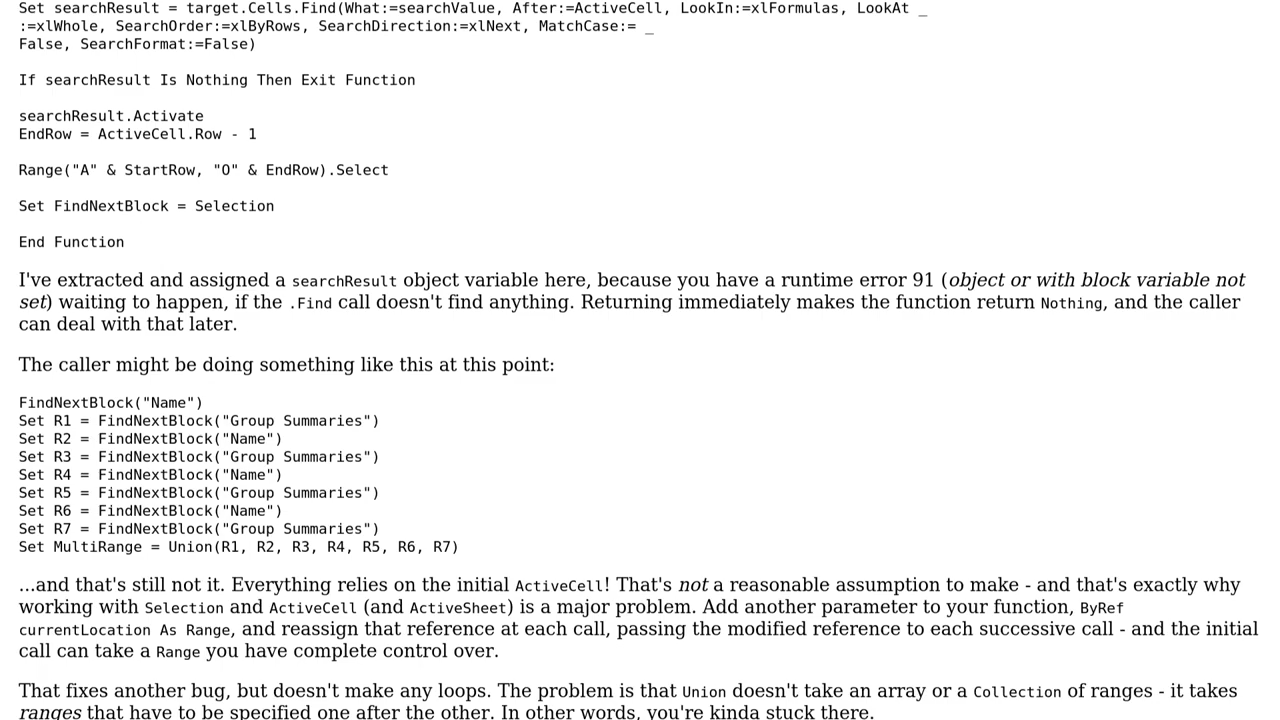 Set searchResult = target.Cells.Find(What:=searchValue, After:=ActiveCell, LookIn:=xlFormulas, LookAt _
:=xlWhole, SearchOrder:=xlByRows, SearchDirection:=xlNext, MatchCase:= _
False, SearchFormat:=False)
If searchResult Is Nothing Then Exit Function
searchResult.Activate
EndRow = ActiveCell.Row - 1
Range("A" & StartRow, "O" & EndRow).Select
Set FindNextBlock = Selection
End Function
I've extracted and assigned a searchResult object variable here, because you have a runtime error 91 (object or with block variable not
set) waiting to happen, if the .Find call doesn't find anything. Returning immediately makes the function return Nothing, and the caller
can deal with that later.
The caller might be doing something like this at this point:
FindNextBlock("Name")
Set R1 = FindNextBlock("Group Summaries")
Set R2 = FindNextBlock("Name")
Set R3 = FindNextBlock("Group Summaries")
Set R4 = FindNextBlock("Name")
Set R5 = FindNextBlock("Group Summaries")
Set R6 = FindNextBlock("Name")
Set R7 = FindNextBlock("Group Summaries")
Set MultiRange = Union(R1, R2, R3, R4, R5, R6, R7)
...and that's still not it. Everything relies on the initial ActiveCell! That's not a reasonable assumption to make - and that's exactly why
working with Selection and ActiveCell (and ActiveSheet) is a major problem. Add another parameter to your function, ByRef
currentLocation As Range, and reassign that reference at each call, passing the modified reference to each successive call - and the initial
call can take a Range you have complete control over.
That fixes another bug, but doesn't make any loops. The problem is that Union doesn't take an array or a Collection of ranges - it takes
ranges that have to be specified one after the other. In other words, you're kinda stuck there.